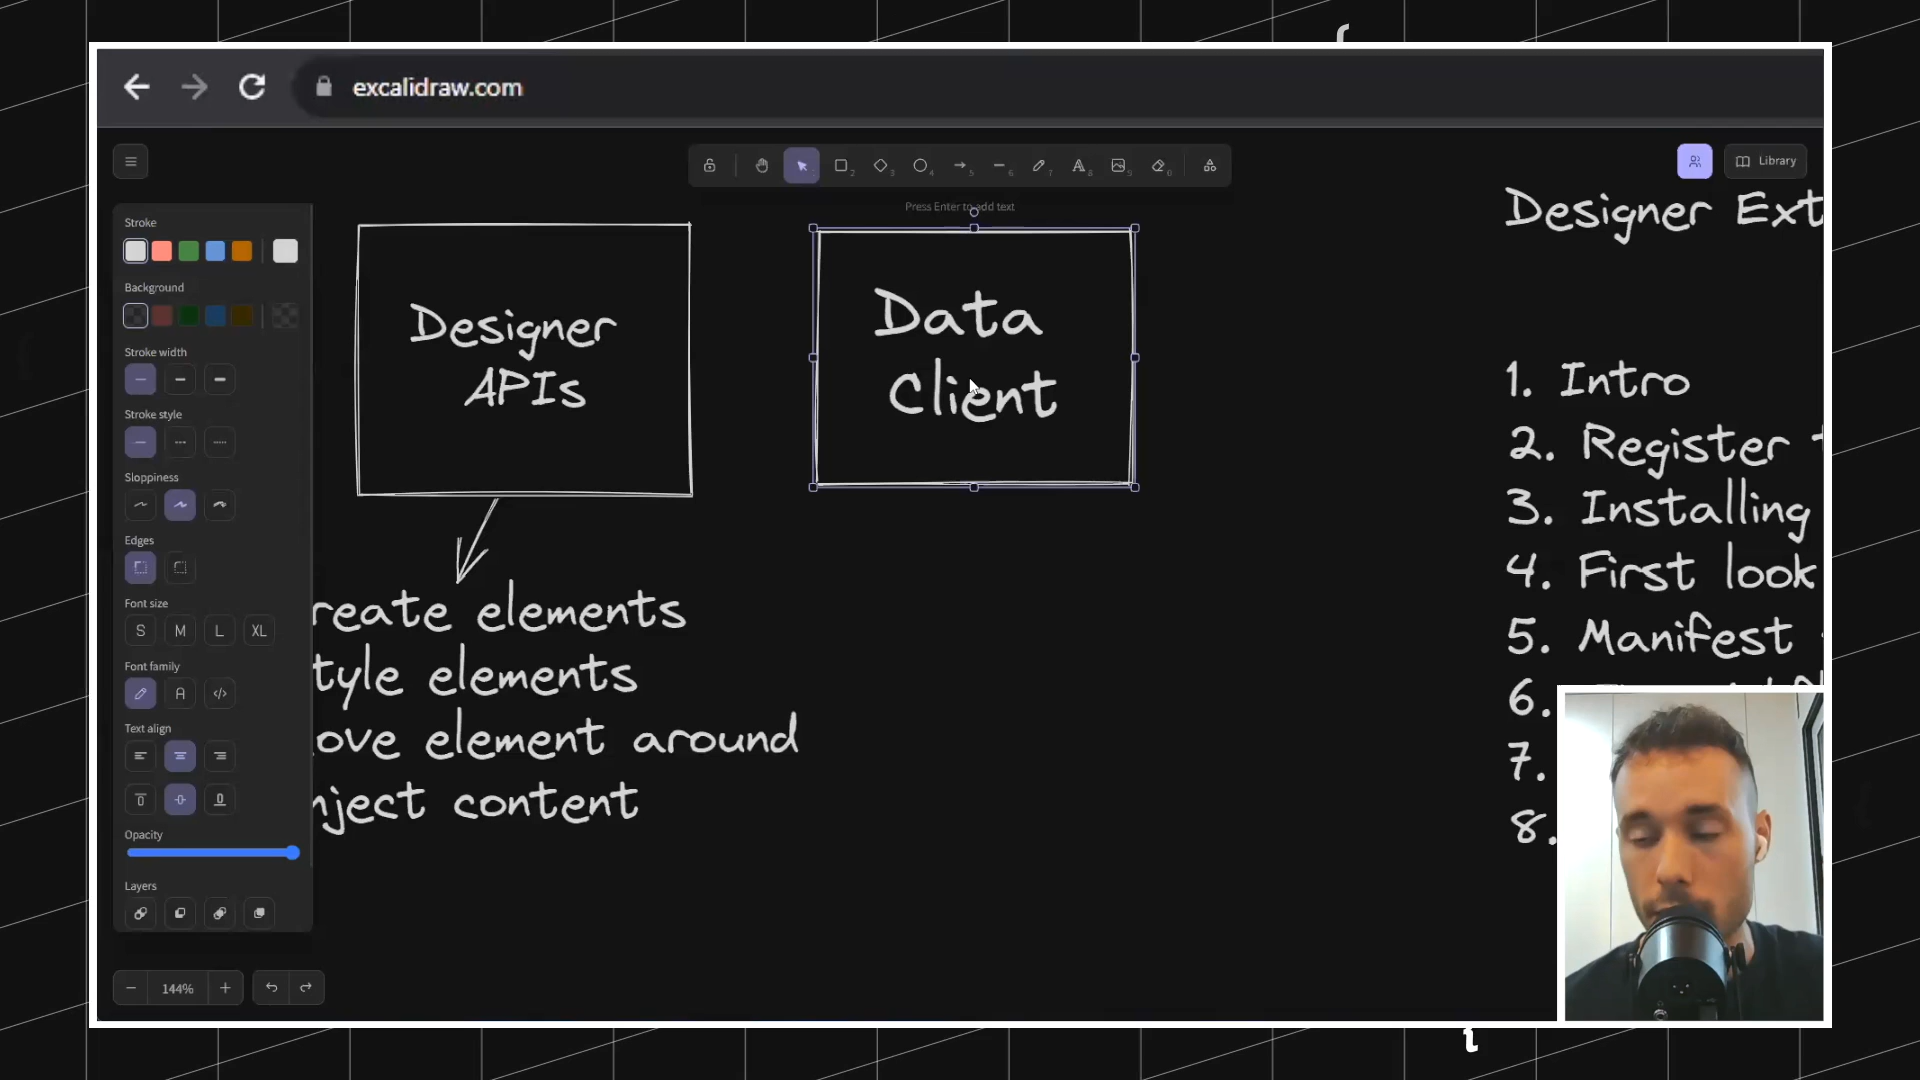 excalidraw.com
Library
Press Enter to add text
Stroke
Background
Stroke width
Stroke style
Sloppiness
Edges
Font size
S M L XL
Font family
A </>
Text align
Opacity
Layers
144%
Designer
APIs
Data
Client
reate elements
tyle elements
ove element around
nject content
Designer Ext
1. Intro
2. Register
3. Installing
4. First look
5. Manifest
6.
7.
8.